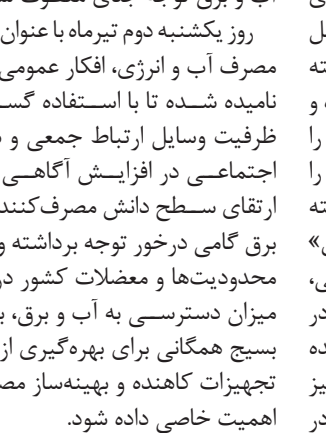 روز یکشنبه دوم تیرماه با عنوان
مصرف آب و انرژی، افکار عمومی
نامیده شده تا با استفاده
ظرفیت وسایل ارتباط جمعی و
اجتماعی در افزایش آگاهی
ارتقای سطح دانش مصرف‌کنند
برق گامی درخور توجه برداشته و
محدودیت‌ها و معضلات کشور در
میزان دسترسی به آب و برق،
بسیج همگانی برای بهره‌گیری از
تجهیزات کاهنده و بهینه‌ساز
اهمیت خاصی داده شود.